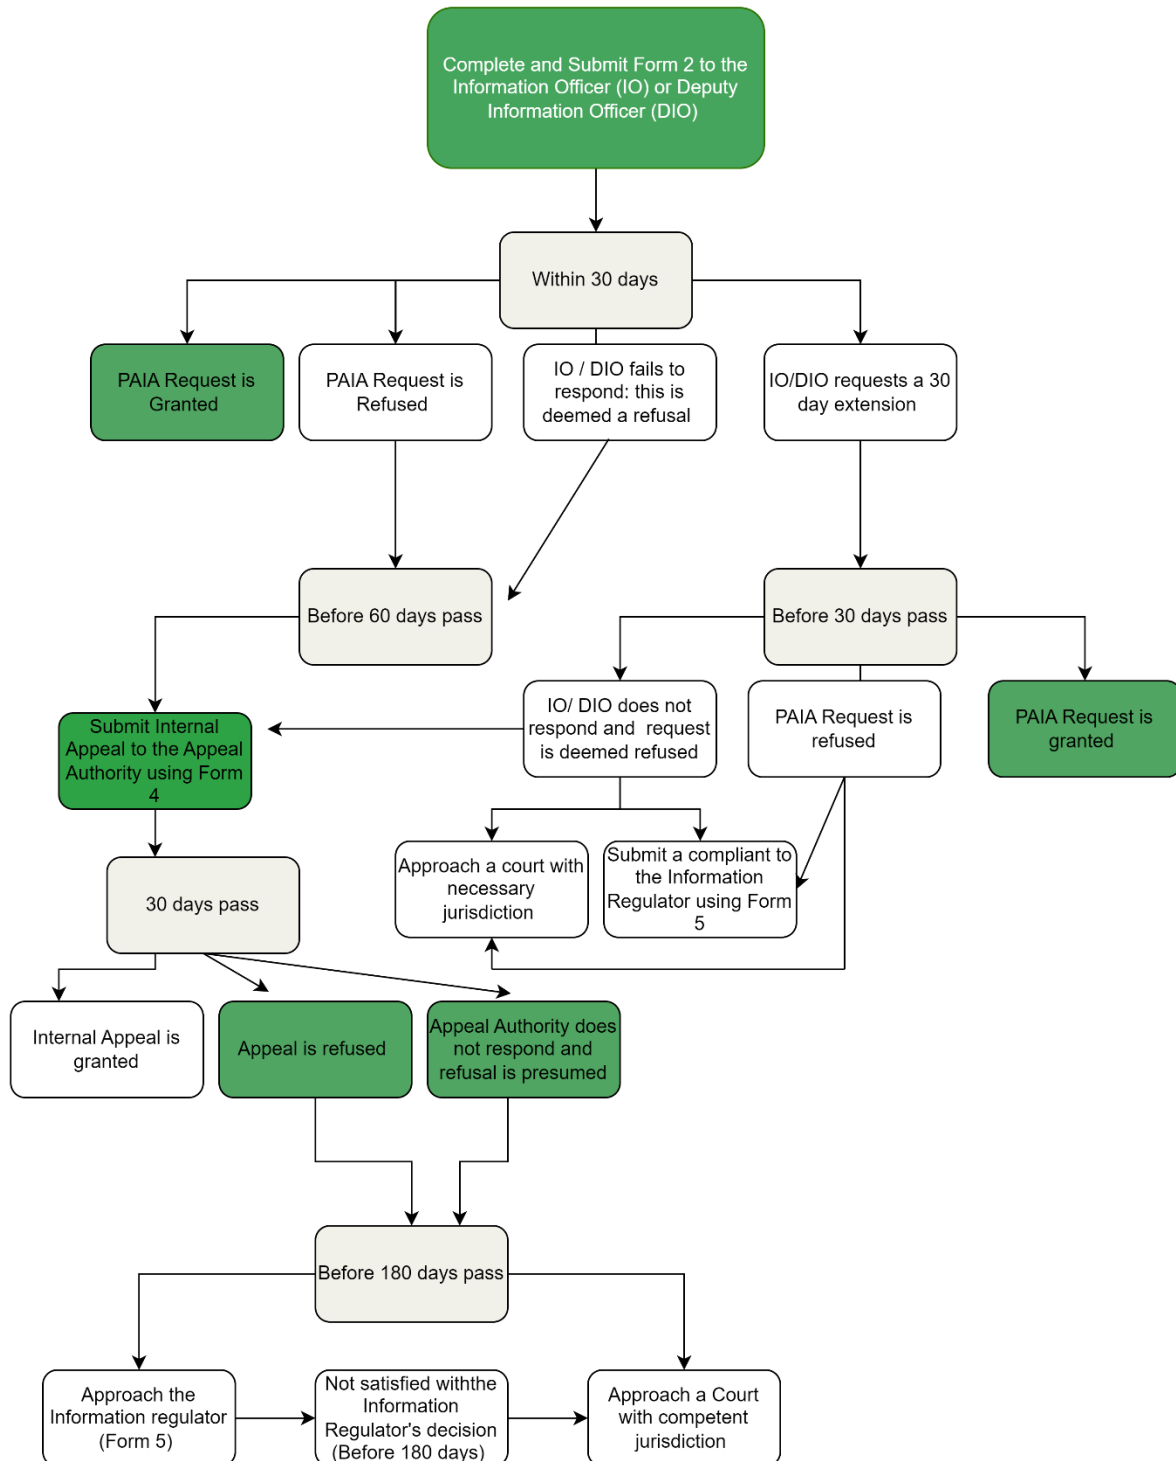 Complete and Submit Form 2 to the
Information Officer (IO) or Deputy
Information Officer (DIO)
Within 30 days
PAIA Request is
Granted
PAIA Request is
Refused
IO / DIO fails to
respond: this is
deemed a refusal
IO/DIO requests a 30
day extension
Before 60 days pass
Before 30 days pass
Submit Internal
Appeal to the Appeal
Authority using Form
4
IO/ DIO does not
respond and request
is deemed refused
PAIA Request is
refused
PAIA Request is
granted
Approach a court with
necessary
jurisdiction
Submit a compliant to
the Information
Regulator using Form
5
30 days pass
Internal Appeal is
granted
Appeal is refused
Appeal Authority does
not respond and
refusal is presumed
Before 180 days pass
Approach the
Information regulator
(Form 5)
Not satisfied withthe
Information
Regulator's decision
(Before 180 days)
Approach a Court
with competent
jurisdiction